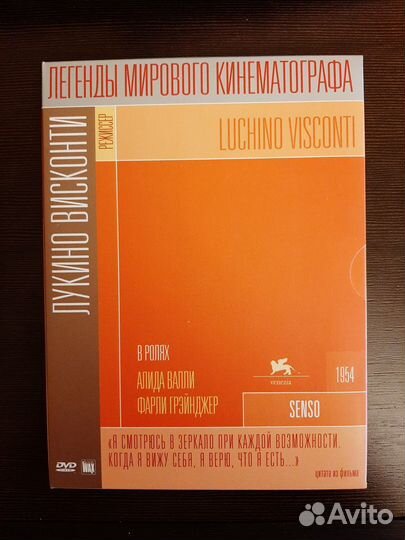 ЛЕГЕНДЫ МИРОВОГО КИНЕМАТОГРАФА
ЛУКИНО ВИСКОНТИ
РЕЖИССЕР
LUCHINO VISCONTI
В РОЛЯХ
АЛИДА ВАЛЛИ
ФАРЛИ ГРЭЙНДЖЕР
VENEZIA
1954
SENSO
«Я СМОТРЮСЬ В ЗЕРКАЛО ПРИ КАЖДОЙ ВОЗМОЖНОСТИ.
КОГДА Я ВИЖУ СЕБЯ, Я ВЕРЮ, ЧТО Я ЕСТЬ...»
цитата из фильма
DVD
Avito